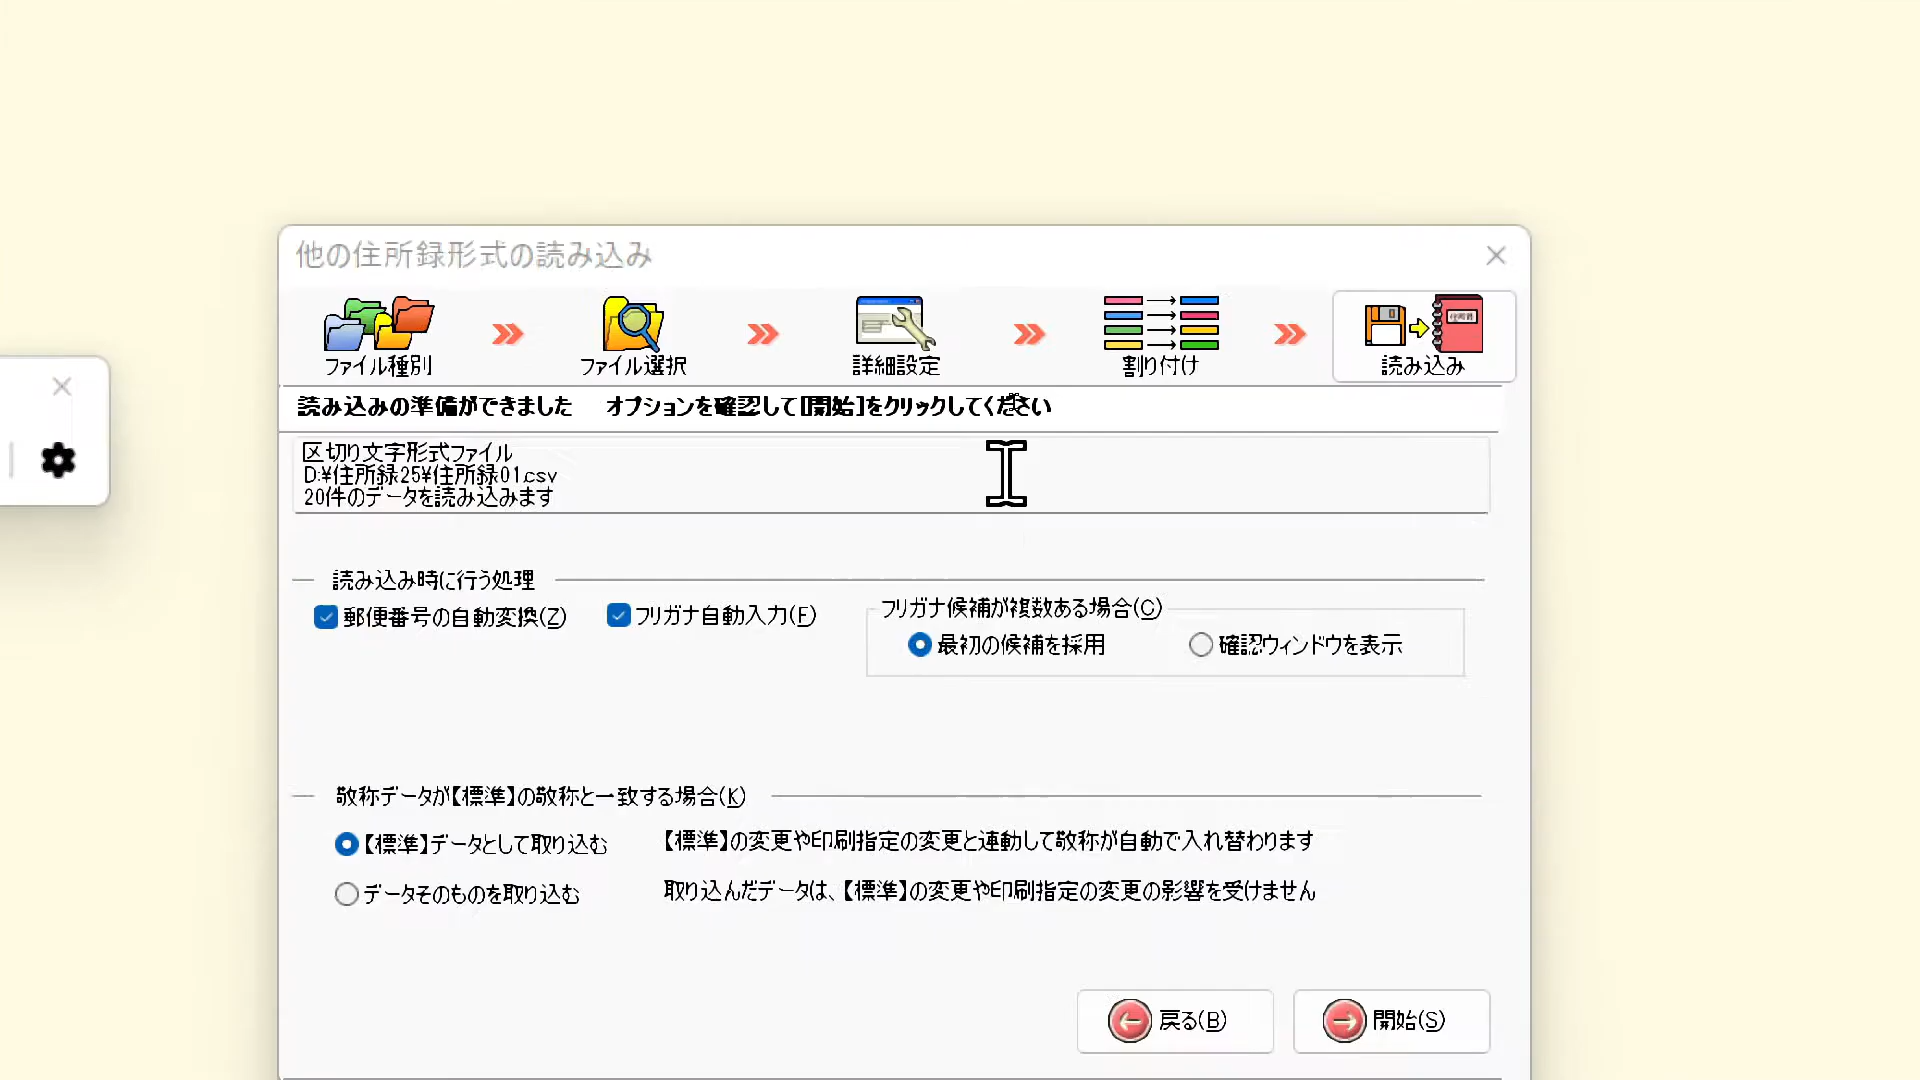 他の住所録形式の読み込み
ファイル種別
ファイル選択
詳細設定
割り付け
読み込み
読み込みの準備ができました オプションを確認して[開始]をクリックしてください
区切り文字形式ファイル
D:¥住所録25¥住所録01.csv
20件のデータを読み込みます
読み込み時に行う処理
郵便番号の自動変換(Z)
フリガナ自動入力(F)
フリガナ候補が複数ある場合(C)
最初の候補を採用
確認ウィンドウを表示
敬称データが【標準】の敬称と一致する場合(K)
【標準】データとして取り込む
【標準】の変更や印刷指定の変更と連動して敬称が自動で入れ替わります
データそのものを取り込む
取り込んだデータは、【標準】の変更や印刷指定の変更の影響を受けません
戻る(B)
開始(S)